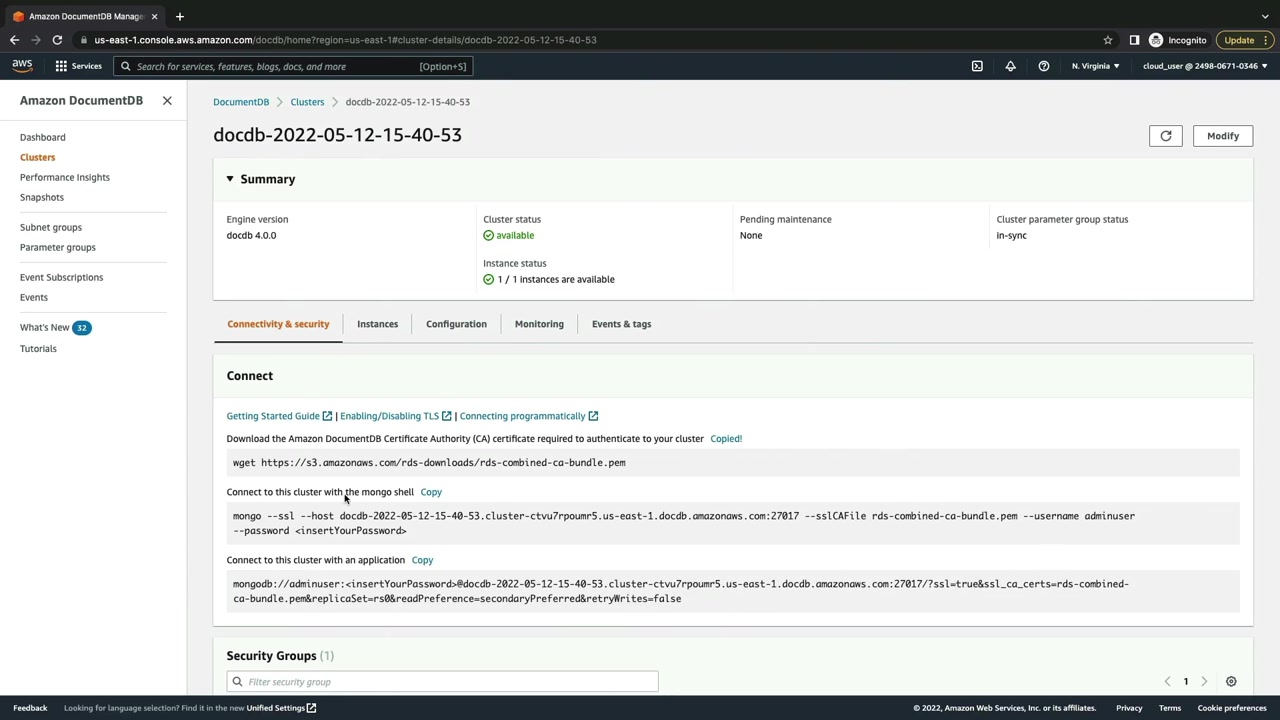 Amazon DocumentDB Manage
us-east-1.console.aws.amazon.com/docdb/home?region=us-east-1#cluster-details/docdb-2022-05-12-15-40-53
Incognito
Update
aws
Services
Search for services, features, blogs, docs, and more
[Option+S]
N. Virginia
cloud_user @ 2498-0671-0346
Amazon DocumentDB
Dashboard
Clusters
Performance Insights
Snapshots
Subnet groups
Parameter groups
Event Subscriptions
Events
What's New 32
Tutorials
DocumentDB > Clusters > docdb-2022-05-12-15-40-53
docdb-2022-05-12-15-40-53
Modify
Summary
Engine version
docdb 4.0.0
Cluster status
available
Instance status
1 / 1 instances are available
Pending maintenance
None
Cluster parameter group status
in-sync
Connectivity & security
Instances
Configuration
Monitoring
Events & tags
Connect
Getting Started Guide | Enabling/Disabling TLS | Connecting programmatically
Download the Amazon DocumentDB Certificate Authority (CA) certificate required to authenticate to your cluster Copied!
wget https://s3.amazonaws.com/rds-downloads/rds-combined-ca-bundle.pem
Connect to this cluster with the mongo shell Copy
mongo --ssl --host docdb-2022-05-12-15-40-53.cluster-ctvu7rpoumr5.us-east-1.docdb.amazonaws.com:27017 --sslCAFile rds-combined-ca-bundle.pem --username adminuser
--password <insertYourPassword>
Connect to this cluster with an application Copy
mongodb://adminuser:<insertYourPassword>@docdb-2022-05-12-15-40-53.cluster-ctvu7rpoumr5.us-east-1.docdb.amazonaws.com:27017/?ssl=true&ssl_ca_certs=rds-combined-
ca-bundle.pem&replicaSet=rs0&readPreference=secondaryPreferred&retryWrites=false
Security Groups (1)
Filter security group
1
Feedback
Looking for language selection? Find it in the new Unified Settings
© 2022, Amazon Web Services, Inc. or its affiliates.
Privacy
Terms
Cookie preferences